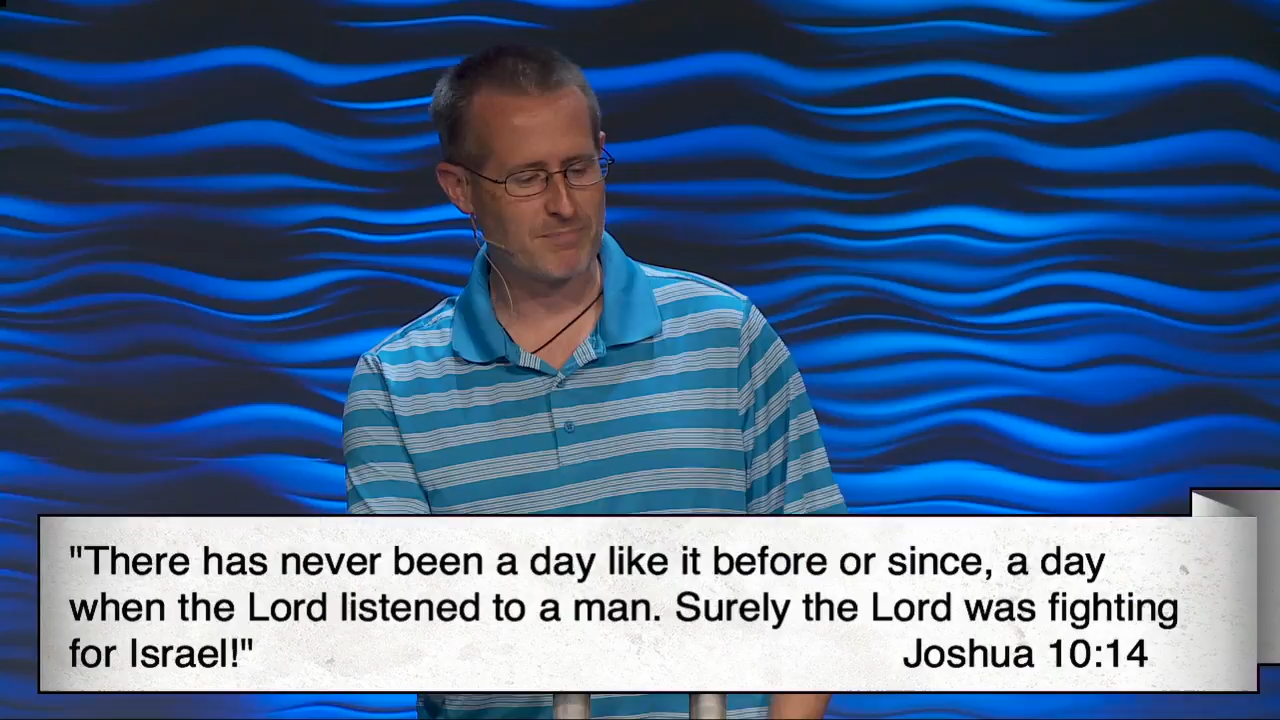 "There has never been a day like it before or since, a day
when the Lord listened to a man. Surely the Lord was fighting
for Israel!" Joshua 10:14